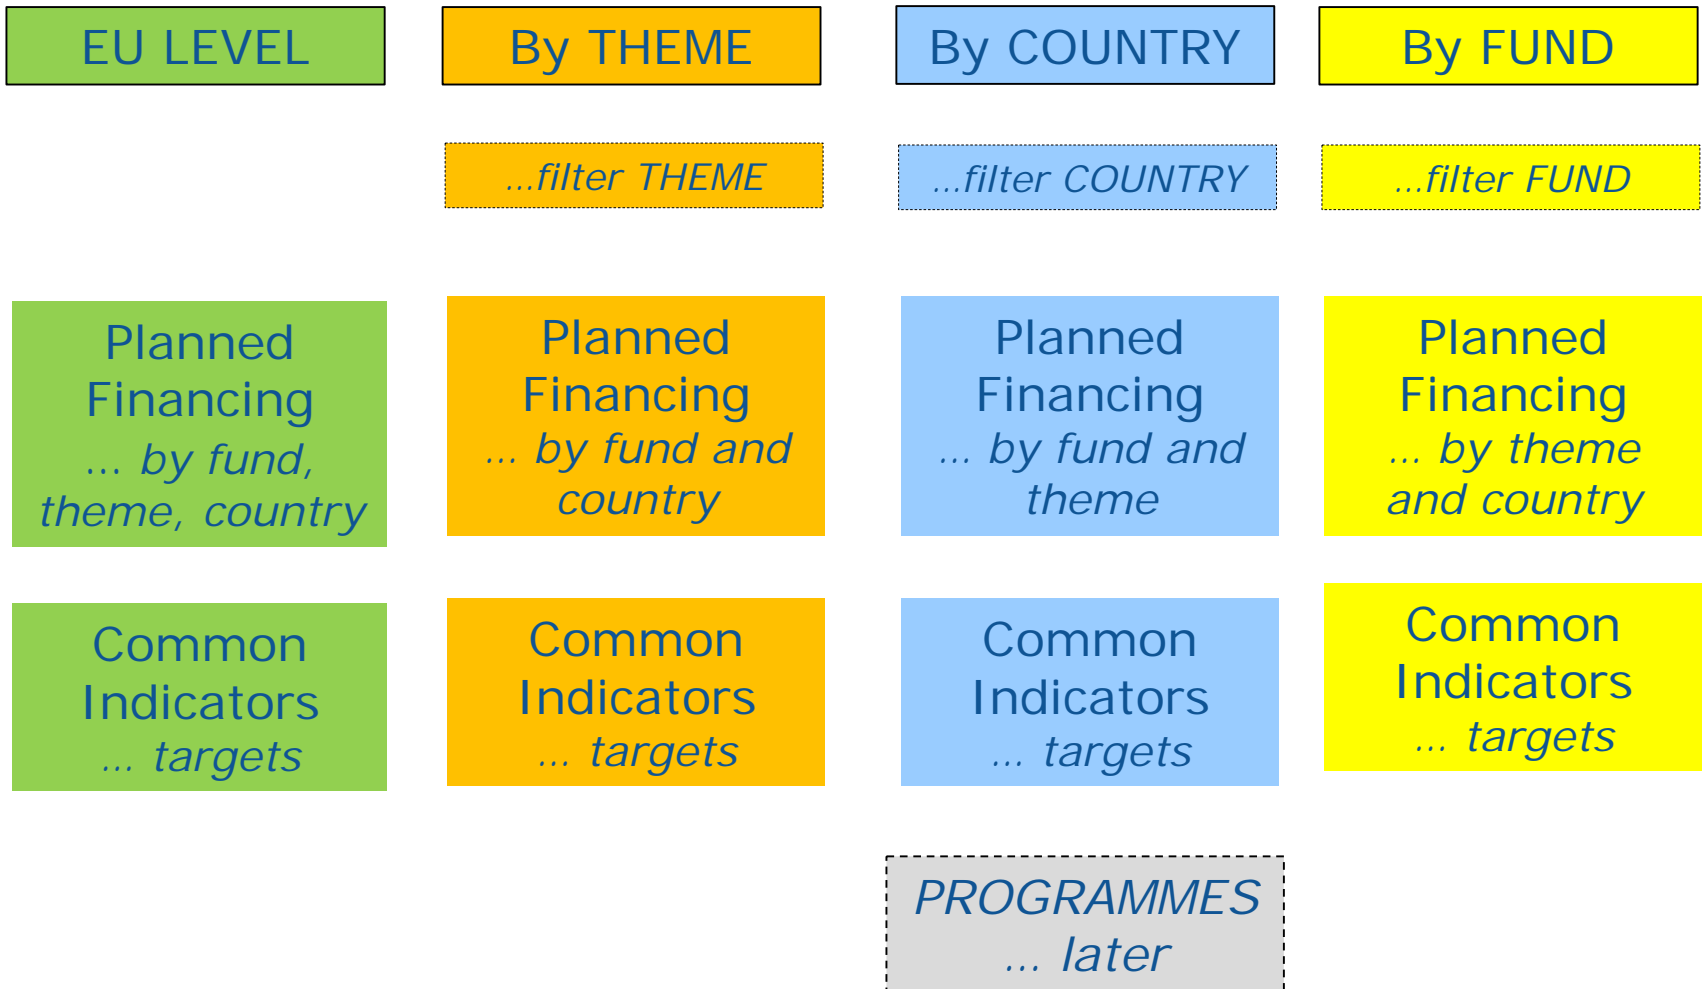 EU LEVEL
By THEME
By COUNTRY
By FUND
...filter THEME
...filter COUNTRY
...filter FUND
Planned
Financing
... by fund,
theme, country
Planned
Financing
... by fund and
country
Planned
Financing
... by fund and
theme
Planned
Financing
... by theme
and country
Common
Indicators
... targets
Common
Indicators
... targets
Common
Indicators
... targets
Common
Indicators
... targets
PROGRAMMES
... later